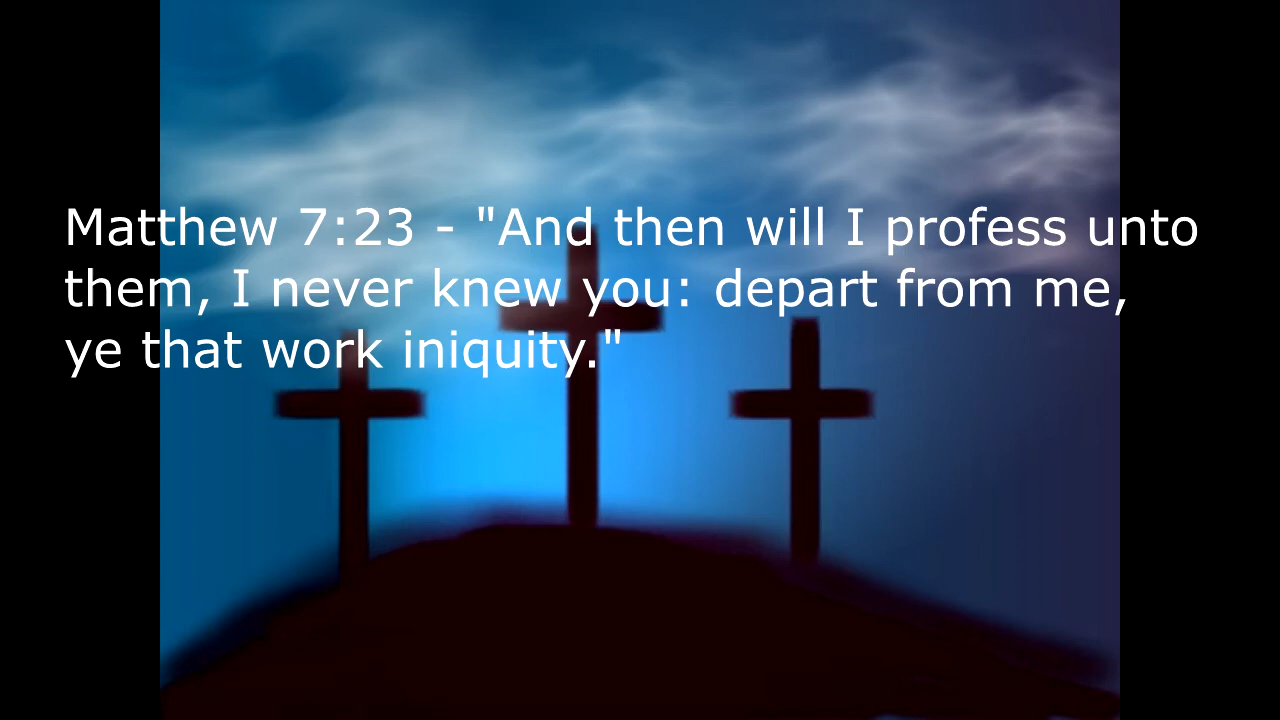 Matthew 7:23 - "And then will I profess unto
them, I never knew you: depart from me,
ye that work iniquity."